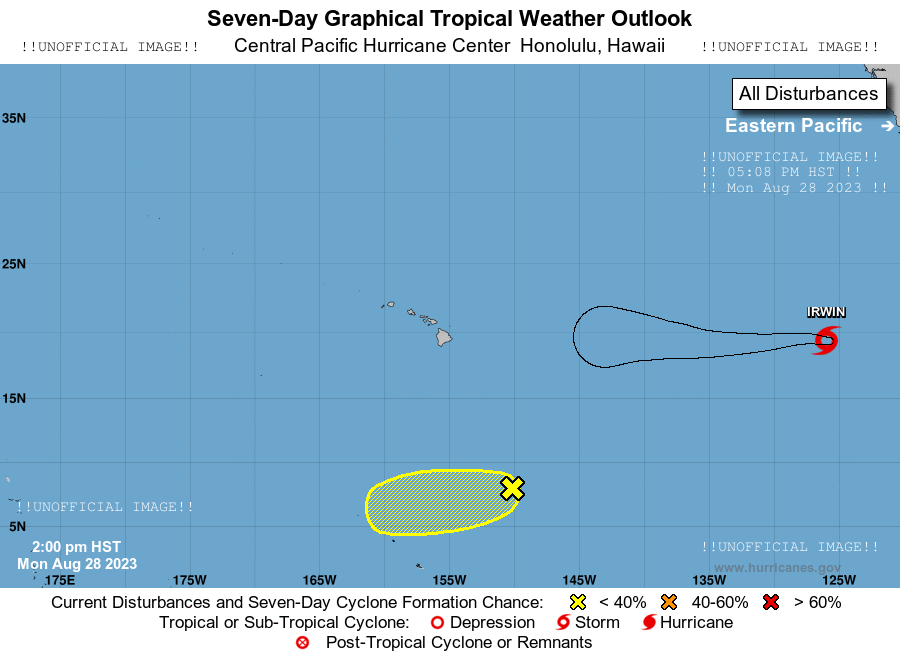 Seven-Day Graphical Tropical Weather Outlook
!!UNOFFICIAL IMAGE!! Central Pacific Hurricane Center Honolulu, Hawaii !!UNOFFICIAL IMAGE!!
All Disturbances
35N
Eastern Pacific →
!!UNOFFICIAL IMAGE!!
!! 05:08 PM HST !!
!! Mon Aug 28 2023 !!
25N
IRWIN
15N
!!UNOFFICIAL IMAGE!!
5N
2:00 pm HST
Mon Aug 28 2023
!!UNOFFICIAL IMAGE!!
www.hurricanes.gov
175E 175W 165W 155W 145W 135W 125W
Current Disturbances and Seven-Day Cyclone Formation Chance: < 40% 40-60% > 60%
Tropical or Sub-Tropical Cyclone: Depression Storm Hurricane
Post-Tropical Cyclone or Remnants